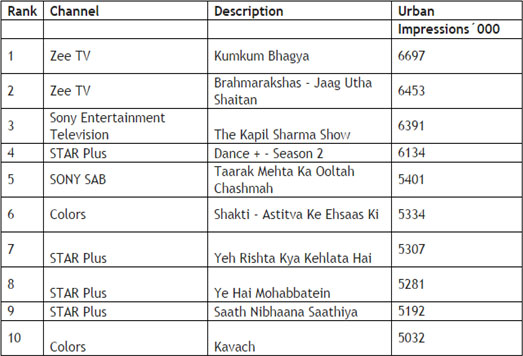 Rank Channel Description Urban
Impressions´000
1 Zee TV Kumkum Bhagya 6697
2 Zee TV Brahmarakshas - Jaag Utha
Shaitan 6453
3 Sony Entertainment
Television The Kapil Sharma Show 6391
4 STAR Plus Dance + - Season 2 6134
5 SONY SAB Taarak Mehta Ka Ooltah
Chashmah 5401
6 Colors Shakti - Astitva Ke Ehsaas Ki 5334
7 STAR Plus Yeh Rishta Kya Kehlata Hai 5307
8 STAR Plus Ye Hai Mohabbatein 5281
9 STAR Plus Saath Nibhaana Saathiya 5192
10 Colors Kavach 5032